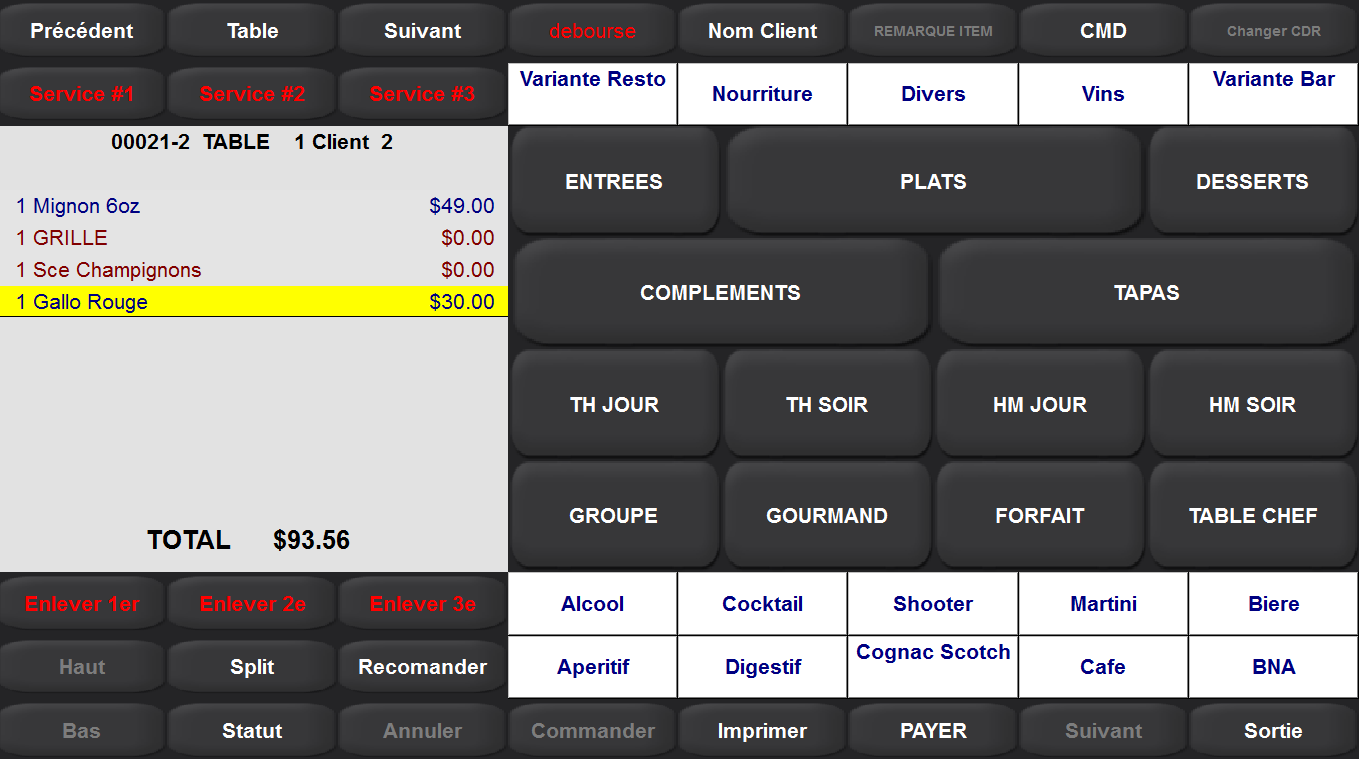 Précédent Table Suivant debourse Nom Client REMARQUE ITEM CMD Changer CDR
Service #1 Service #2 Service #3 Variante Resto Nourriture Divers Vins Variante Bar
00021-2 TABLE 1 Client 2
1 Mignon 6oz $49.00
1 GRILLE $0.00
1 Sce Champignons $0.00
1 Gallo Rouge $30.00
TOTAL $93.56
ENTREES PLATS DESSERTS
COMPLEMENTS TAPAS
TH JOUR TH SOIR HM JOUR HM SOIR
GROUPE GOURMAND FORFAIT TABLE CHEF
Enlever 1er Enlever 2e Enlever 3e Alcool Cocktail Shooter Martini Biere
Haut Split Recomander Aperitif Digestif Cognac Scotch Cafe BNA
Bas Statut Annuler Commander Imprimer PAYER Suivant Sortie